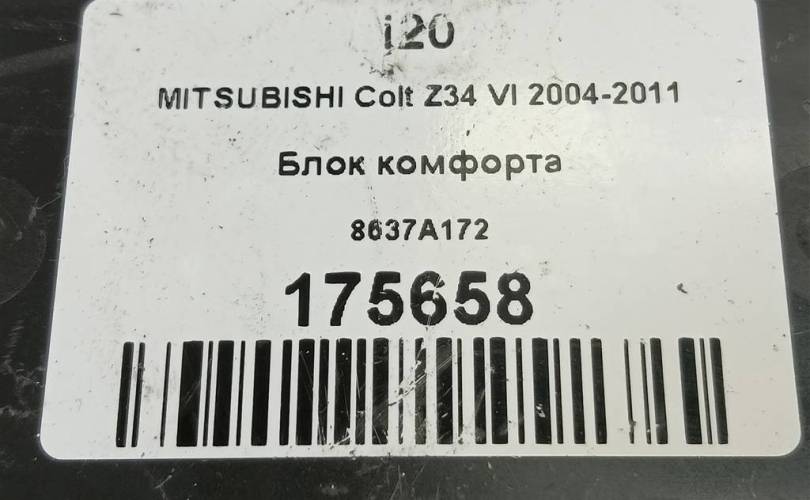 i20
MITSUBISHI Colt Z34 VI 2004-2011
Блок комфорта
8637A172
175658